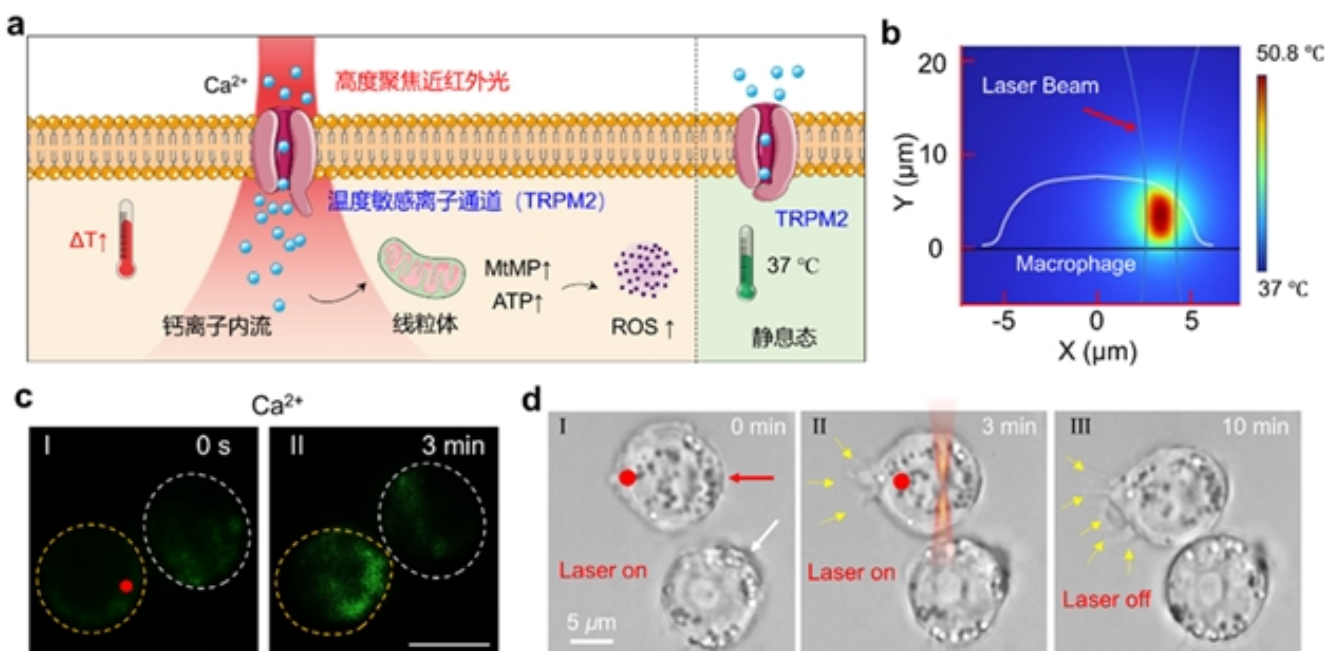 a
Ca²⁺
高度聚焦近红外光
温度敏感离子通道（TRPM2）
ΔT↑
钙离子内流
线粒体
MtMP↑
ATP↑
ROS ↑
TRPM2
37 ℃
静息态
b
50.8 ℃
Laser Beam
Macrophage
37 ℃
20
10
0
Y (μm)
-5 0 5
X (μm)
c
Ca²⁺
I 0 s
II 3 min
d
I 0 min
Laser on
5 μm
II 3 min
Laser on
III 10 min
Laser off